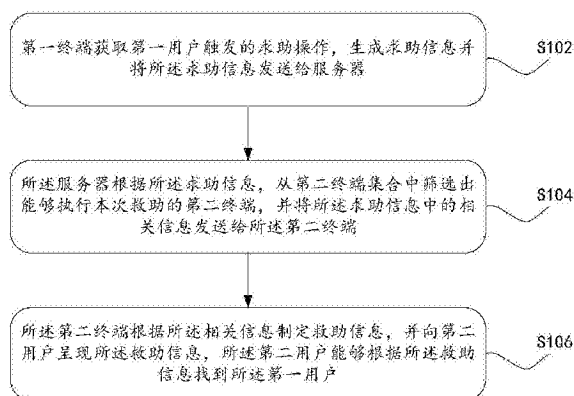 第一终端获取第一用户触发的求助操作，生成求助信息并
将所述求助信息发送给服务器
S102
所述服务器根据所述求助信息，从第二终端集合中筛选出
能够执行本次救助的第二终端，并将所述求助信息中的相
关信息发送给所述第二终端
S104
所述第二终端根据所述相关信息制定救助信息，并向第二
用户呈现所述救助信息，所述第二用户能够根据所述救助
信息找到所述第一用户
S106